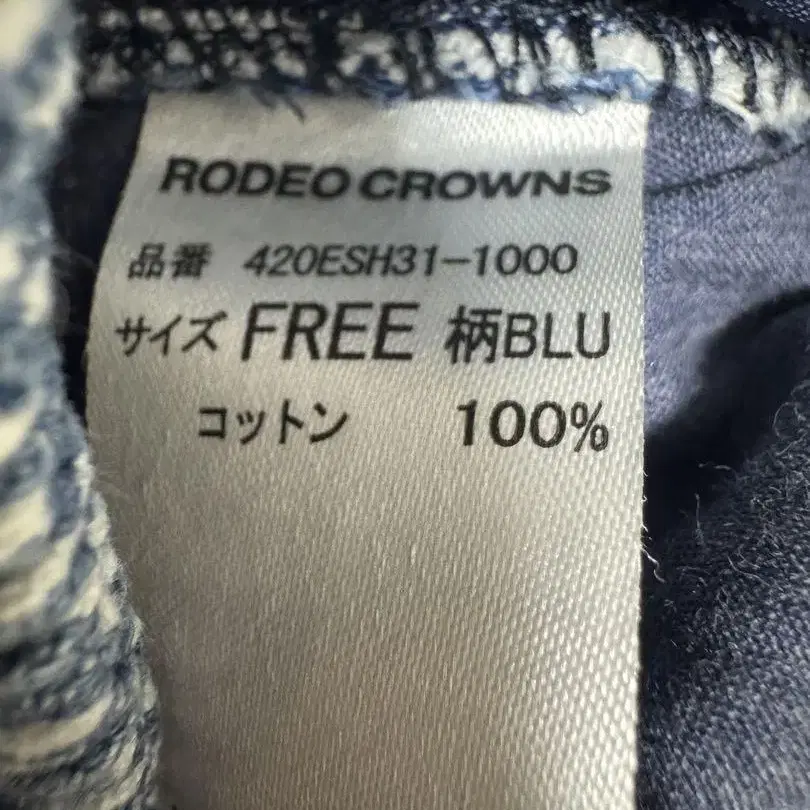 RODEO CROWNS
品番 420ESH31-1000
サイズ FREE 柄BLU
コットン 100%